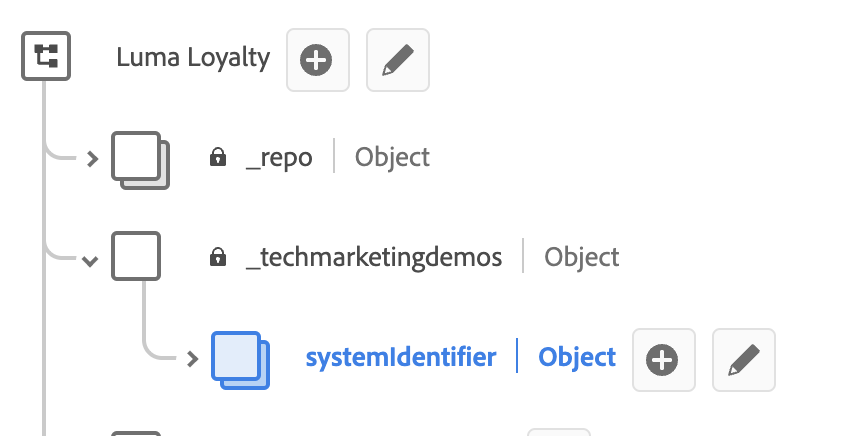 Luma Loyalty
_repo Object
_techmarketingdemos Object
systemIdentifier Object